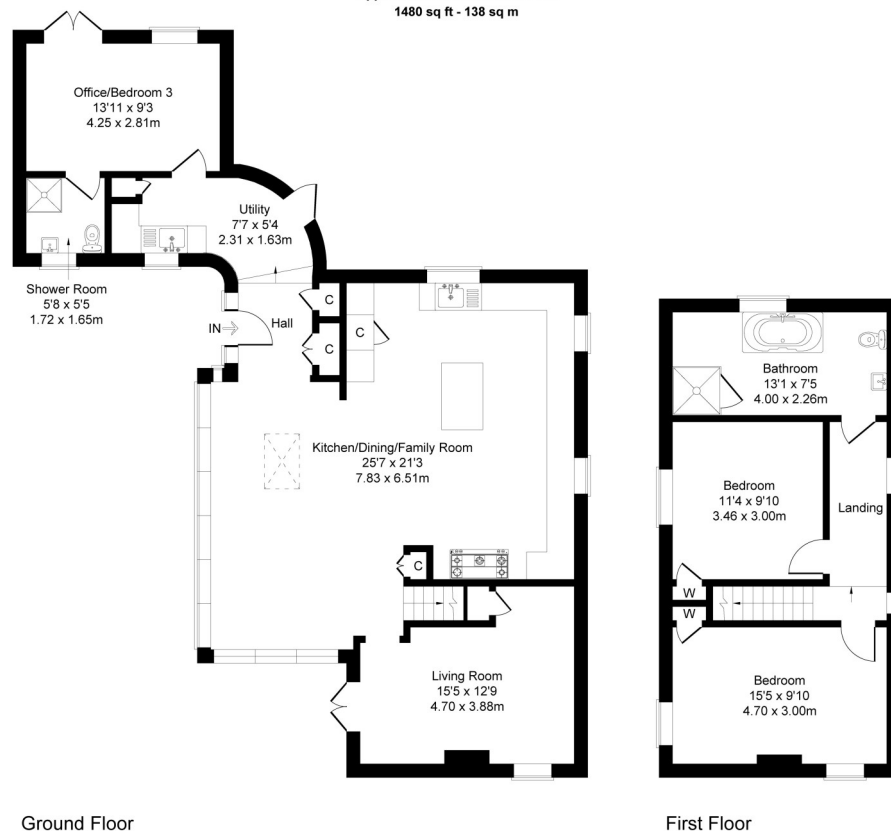 1480 sq ft - 138 sq m
Office/Bedroom 3
13'11 x 9'3
4.25 x 2.81m
Utility
7'7 x 5'4
2.31 x 1.63m
Shower Room
5'8 x 5'5
1.72 x 1.65m
IN
Hall
C
C
C
Kitchen/Dining/Family Room
25'7 x 21'3
7.83 x 6.51m
C
Living Room
15'5 x 12'9
4.70 x 3.88m
Ground Floor
Bathroom
13'1 x 7'5
4.00 x 2.26m
Bedroom
11'4 x 9'10
3.46 x 3.00m
Landing
W
W
Bedroom
15'5 x 9'10
4.70 x 3.00m
First Floor